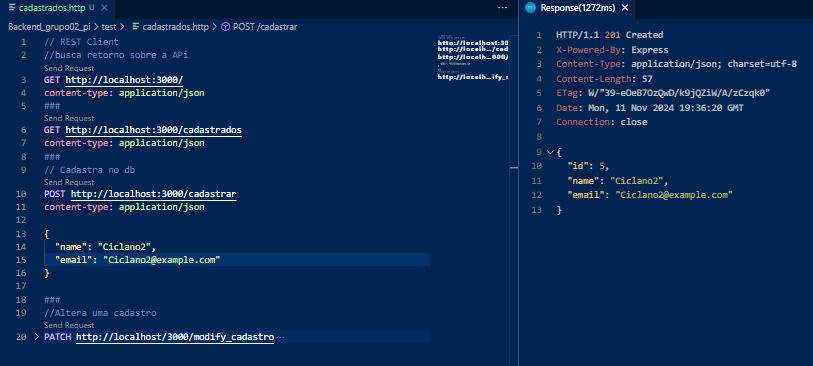 cadastrados.http U
Backend_grupo02_pi > test > cadastrados.http > POST /cadastrar
1 // REST Client
2 //busca retorno sobre a APi
Send Request
3 GET http://localhost:3000/
4 content-type: application/json
5 ###
Send Request
6 GET http://localhost:3000/cadastrados
7 content-type: application/json
8 ###
9 // Cadastra no db
Send Request
10 POST http://localhost:3000/cadastrar
11 content-type: application/json
12
13 {
14 "name": "Ciclano2",
15 "email": "Ciclano2@example.com"
16 }
17
18 ###
19 //Altera uma cadastro
Send Request
20 PATCH http://localhost/3000/modify_cadastro ...
Response(1272ms)
1 HTTP/1.1 201 Created
2 X-Powered-By: Express
3 Content-Type: application/json; charset=utf-8
4 Content-Length: 57
5 ETag: W/"39-eOeB7OzQwD/k9jQZiW/A/zCzqk0"
6 Date: Mon, 11 Nov 2024 19:36:20 GMT
7 Connection: close
8
9 {
10 "id": 5,
11 "name": "Ciclano2",
12 "email": "Ciclano2@example.com"
13 }